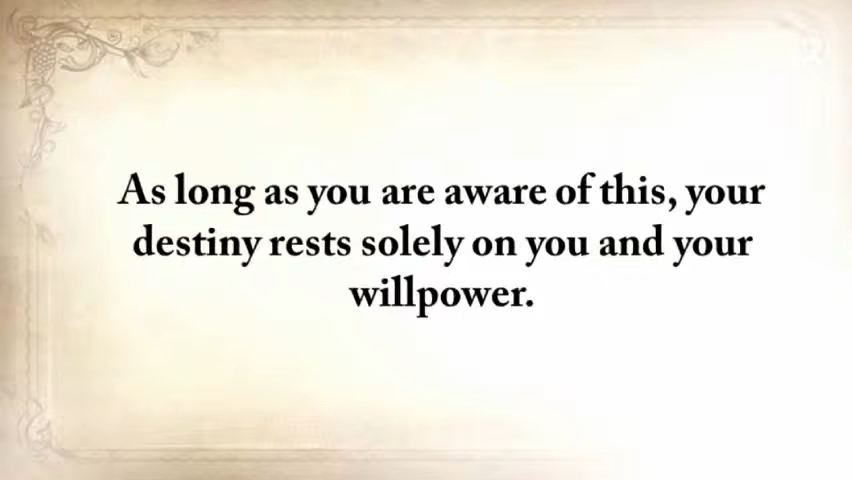 As long as you are aware of this, your
destiny rests solely on you and your
willpower.